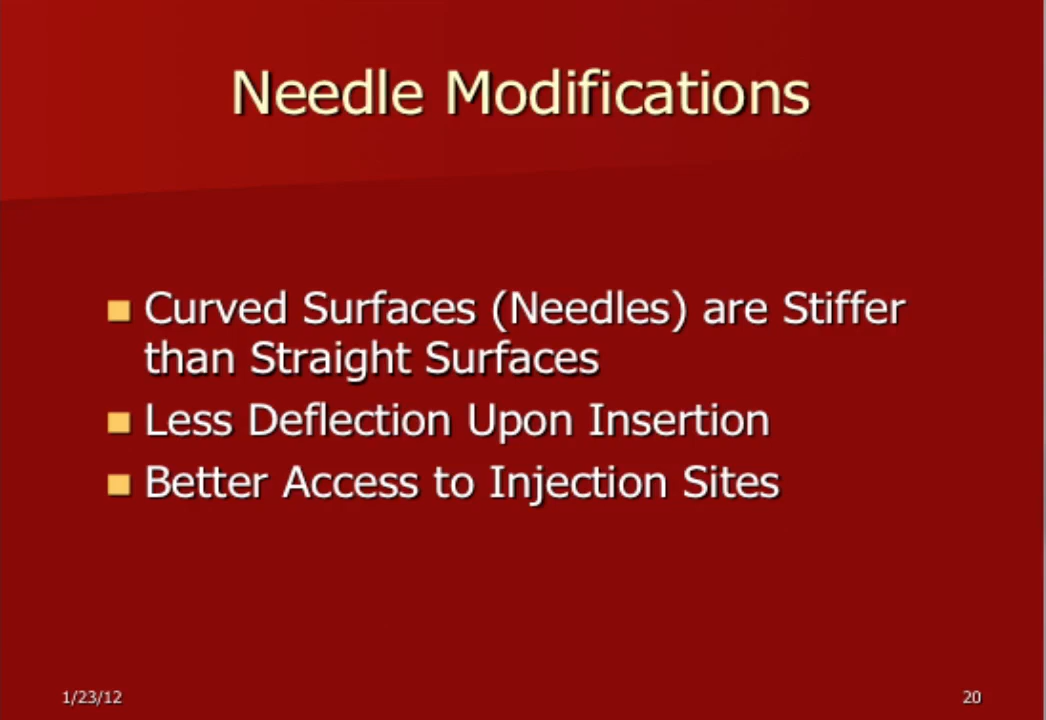 Needle Modifications
Curved Surfaces (Needles) are Stiffer
than Straight Surfaces
Less Deflection Upon Insertion
Better Access to Injection Sites
1/23/12
20